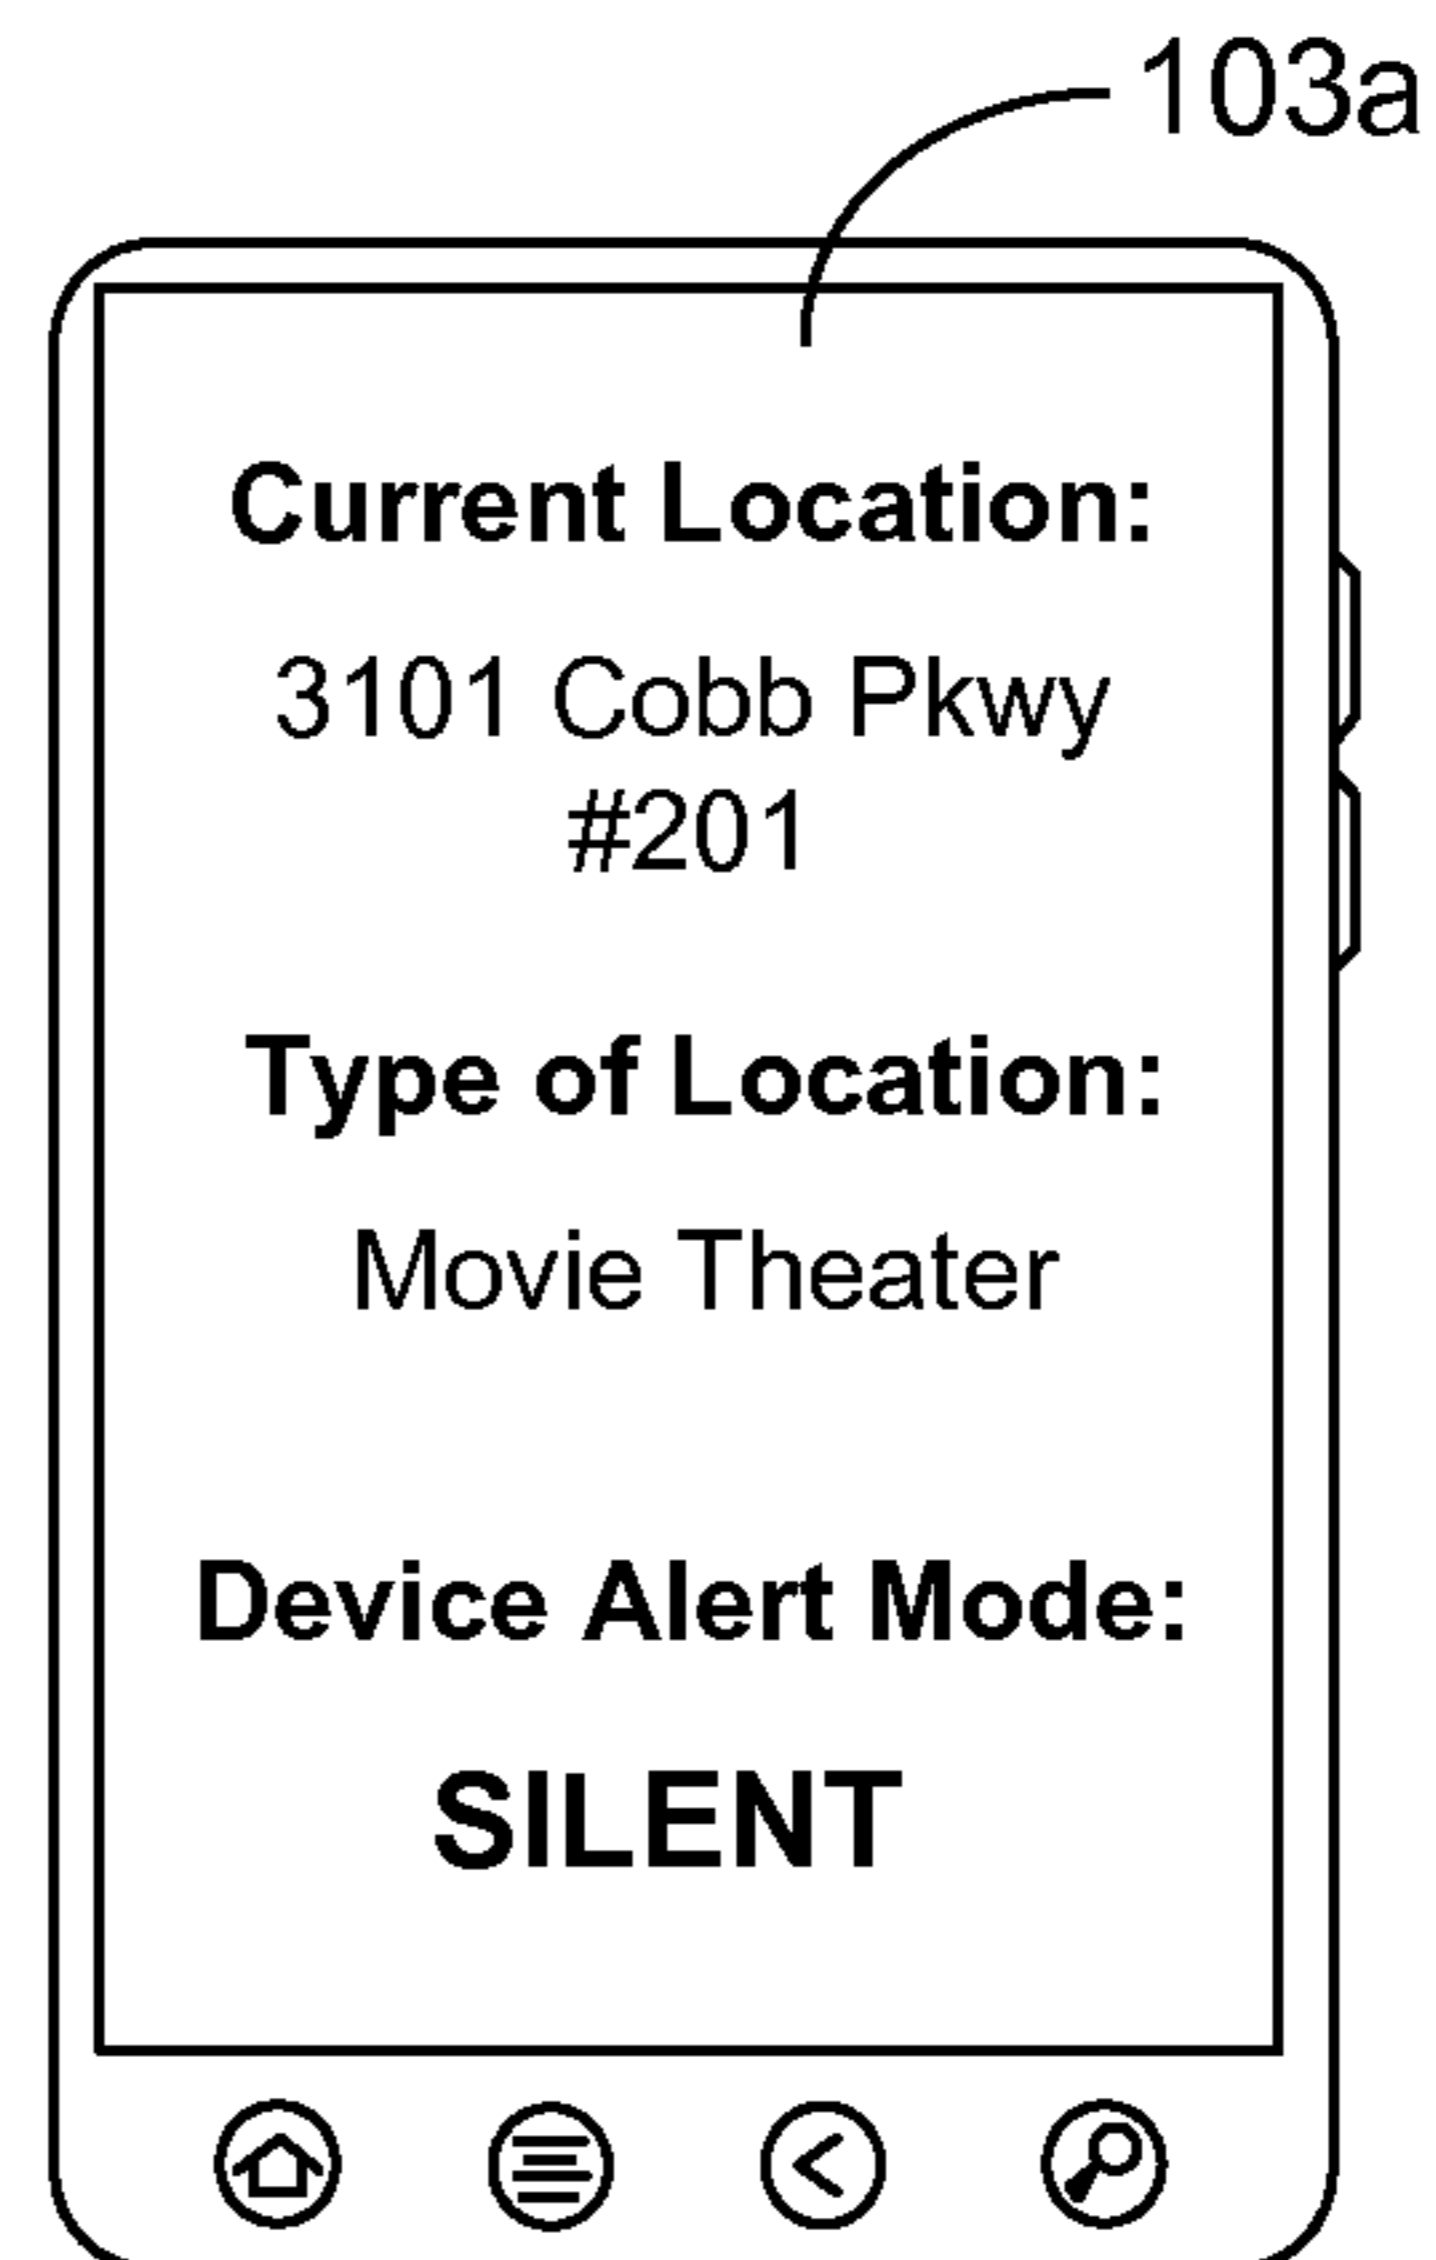 103a
Current Location:
3101 Cobb Pkwy
#201
Type of Location:
Movie Theater
Device Alert Mode:
SILENT